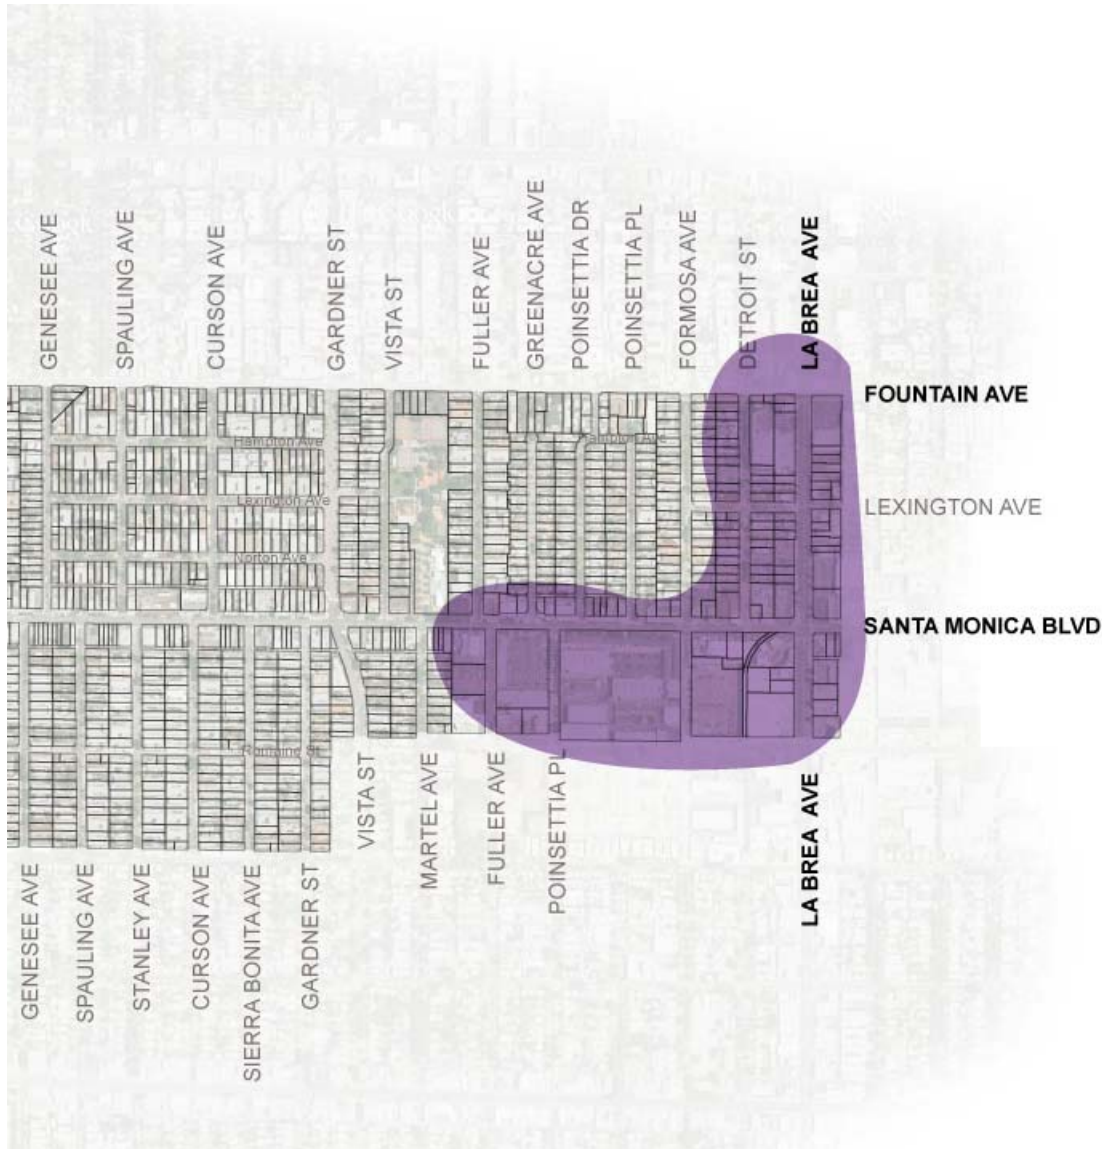 GENESEE AVE
SPAULING AVE
CURSON AVE
GARDNER ST
VISTA ST
FULLER AVE
GREENACRE AVE
POINSETTIA DR
POINSETTIA PL
FORMOSA AVE
DETROIT ST
LA BREA AVE
FOUNTAIN AVE
Hampton Ave
Hampton Ave
Lexington Ave
LEXINGTON AVE
Norton Ave
SANTA MONICA BLVD
Romaine St
VISTA ST
MARTEL AVE
FULLER AVE
POINSETTIA PL
LA BREA AVE
GENESEE AVE
SPAULING AVE
STANLEY AVE
CURSON AVE
SIERRA BONITA AVE
GARDNER ST